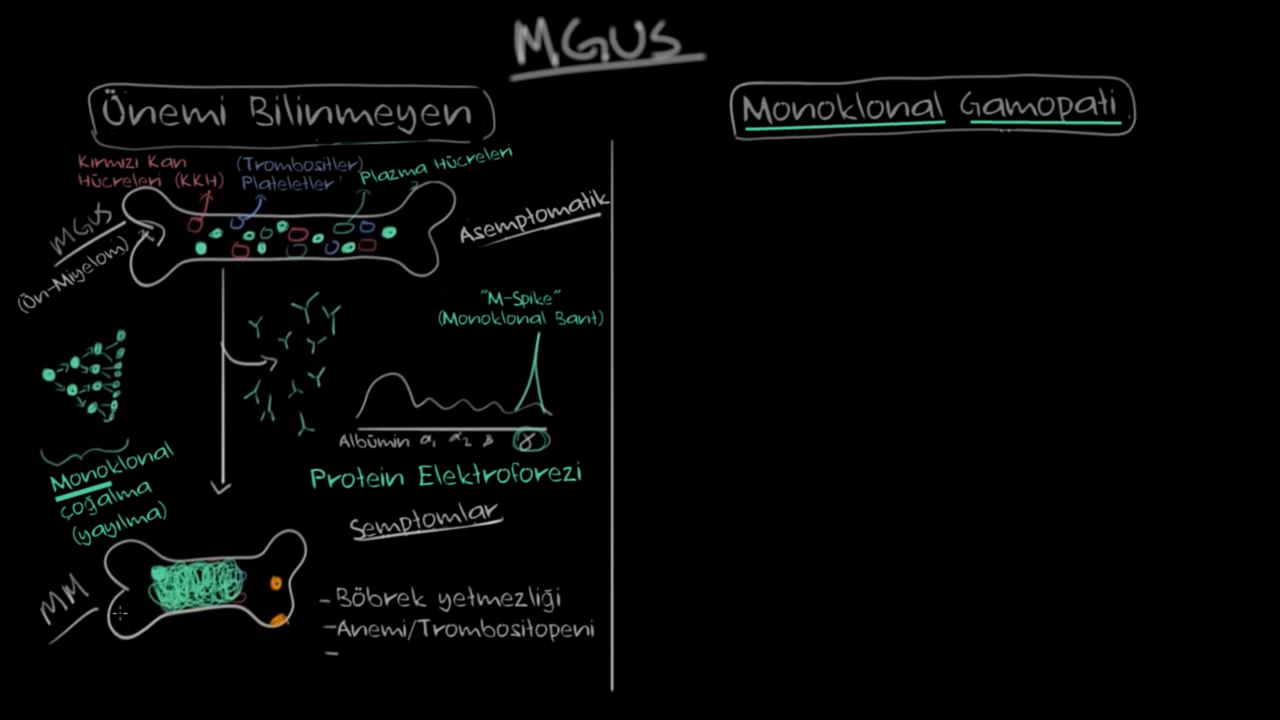 MGUS
Önemi Bilinmeyen
Monoklonal Gamopati
Kırmızı Kan
Hücreleri (KKH)
(Trombositler)
Plateletler
Plazma Hücreleri
MGUS
(Ön-Miyelom)
Asemptomatik
"M-Spike"
(Monoklonal Bant)
Albümin α1 α2 β γ
Protein Elektroforezi
Monoklonal
çoğalma
(yayılma)
Semptomlar
MM
- Böbrek yetmezliği
- Anemi/Trombositopeni
-